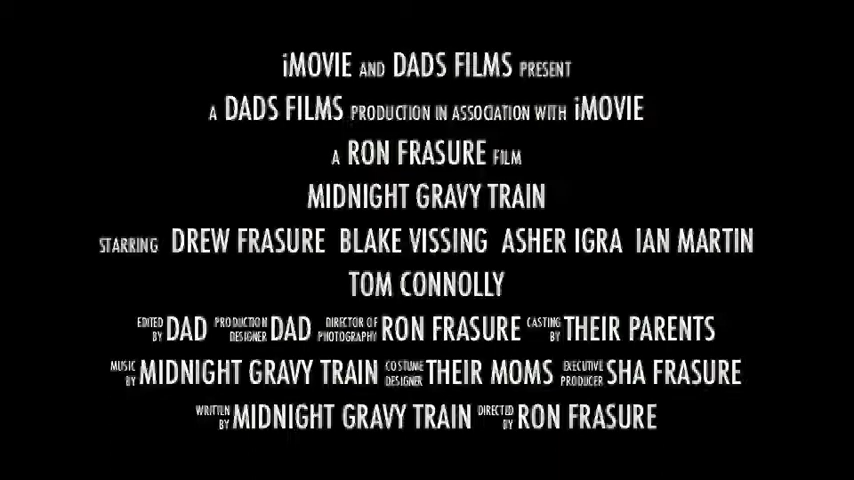 iMOVIE AND DADS FILMS PRESENT
A DADS FILMS PRODUCTION IN ASSOCIATION WITH iMOVIE
A RON FRASURE FILM
MIDNIGHT GRAVY TRAIN
STARRING DREW FRASURE BLAKE VISSING ASHER IGRA IAN MARTIN
TOM CONNOLLY
EDITED BY DAD PRODUCTION DESIGNER DAD DIRECTOR OF PHOTOGRAPHY RON FRASURE CASTING BY THEIR PARENTS
MUSIC BY MIDNIGHT GRAVY TRAIN COSTUME DESIGNER THEIR MOMS EXECUTIVE PRODUCER SHA FRASURE
WRITTEN BY MIDNIGHT GRAVY TRAIN DIRECTED BY RON FRASURE